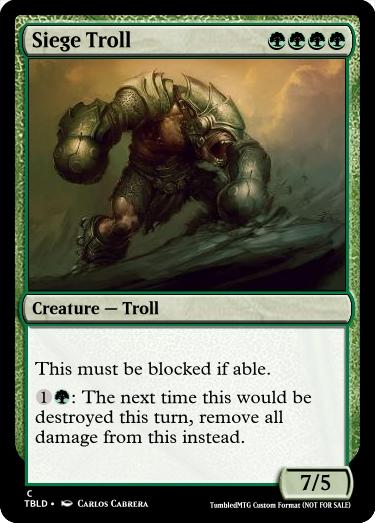 Siege Troll
Creature — Troll
This must be blocked if able.
1: The next time this would be
destroyed this turn, remove all
damage from this instead.
7/5
C
TBLD • Carlos Cabrera
TumbledMTG Custom Format (NOT FOR SALE)